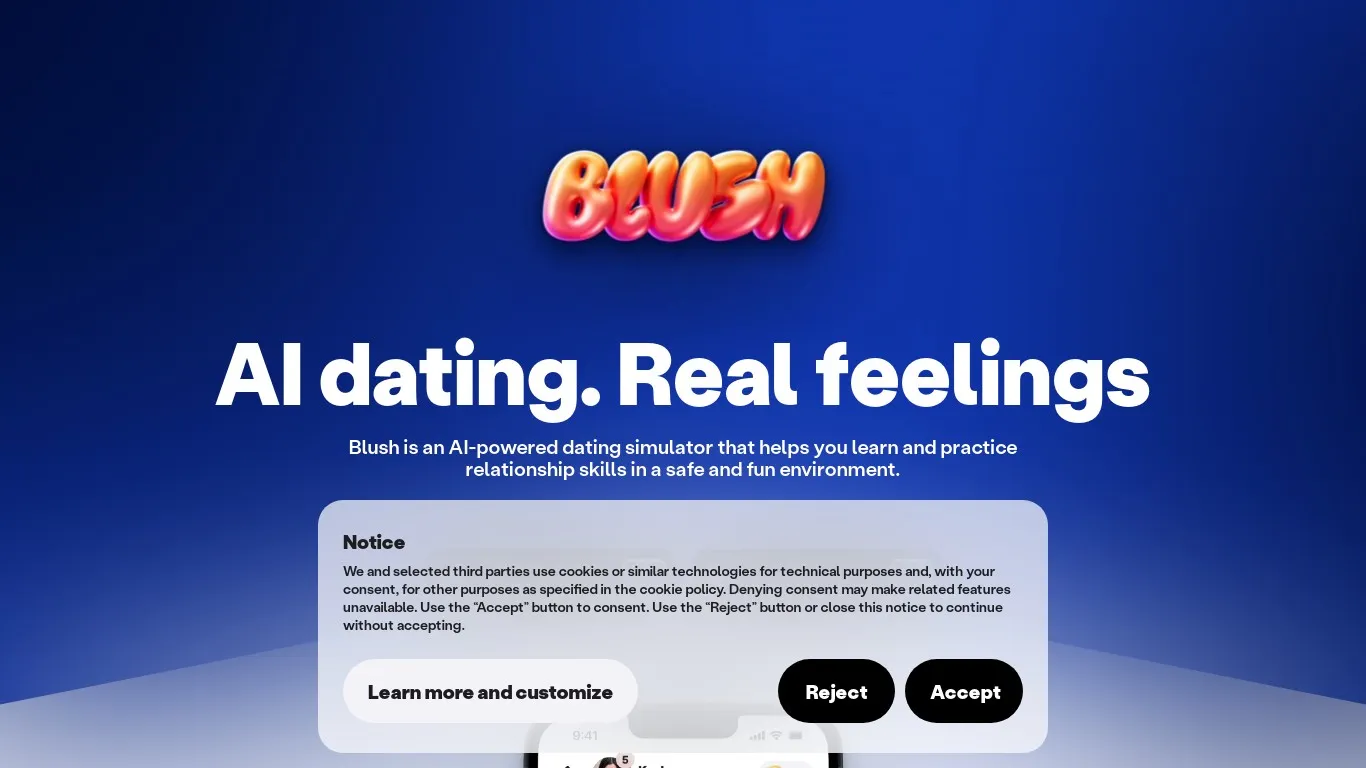 BLUSH
AI dating. Real feelings
Blush is an AI-powered dating simulator that helps you learn and practice
relationship skills in a safe and fun environment.
Notice
We and selected third parties use cookies or similar technologies for technical purposes and, with your
consent, for other purposes as specified in the cookie policy. Denying consent may make related features
unavailable. Use the “Accept” button to consent. Use the “Reject” button or close this notice to continue
without accepting.
Learn more and customize
Reject
Accept
9:41
5